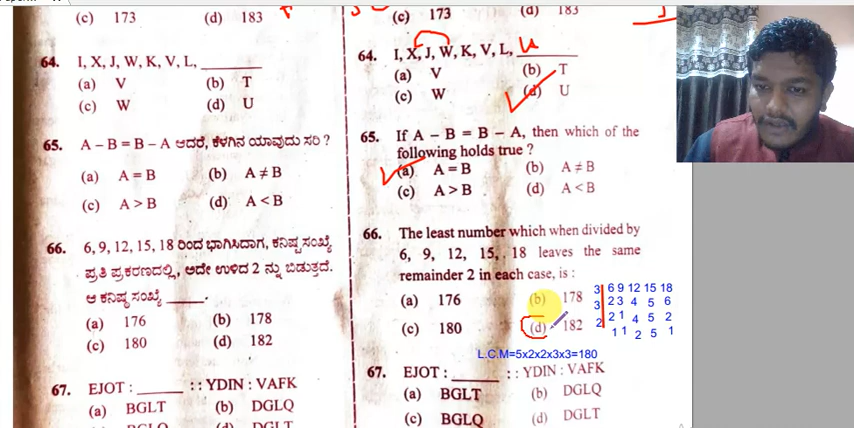 (c) 173 (d) 183
64. I, X, J, W, K, V, L, ________
(a) V (b) T
(c) W (d) U
65. A – B = B – A ಆದರೆ, ಕೆಳಗಿನ ಯಾವುದು ಸರಿ ?
(a) A = B (b) A ≠ B
(c) A > B (d) A < B
66. 6, 9, 12, 15, 18 ರಿಂದ ಭಾಗಿಸಿದಾಗ, ಕನಿಷ್ಟ ಸಂಖ್ಯೆ
ಪ್ರತಿ ಪ್ರಕರಣದಲ್ಲಿ, ಅದೇ ಉಳಿದ 2 ನ್ನು ಬಿಡುತ್ತದೆ.
ಆ ಕನಿಷ್ಠ ಸಂಖ್ಯೆ _____.
(a) 176 (b) 178
(c) 180 (d) 182
67. EJOT : ______ : : YDIN : VAFK
(a) BGLT (b) DGLQ
(c) 173 (d) 183
64. I, X, J, W, K, V, L, U ________
(a) V (b) T
(c) W (d) U
65. If A – B = B – A, then which of the
following holds true ?
(a) A = B (b) A ≠ B
(c) A > B (d) A < B
66. The least number which when divided by
6, 9, 12, 15, 18 leaves the same
remainder 2 in each case, is :
(a) 176 (b) 178
(c) 180 (d) 182
3 6 9 12 15 18
3 2 3 4 5 6
2 2 1 4 5 2
1 1 2 5 1
L.C.M=5x2x2x3x3=180
67. EJOT : ______ : : YDIN : VAFK
(a) BGLT (b) DGLQ
(c) BGLQ (d) DGLT